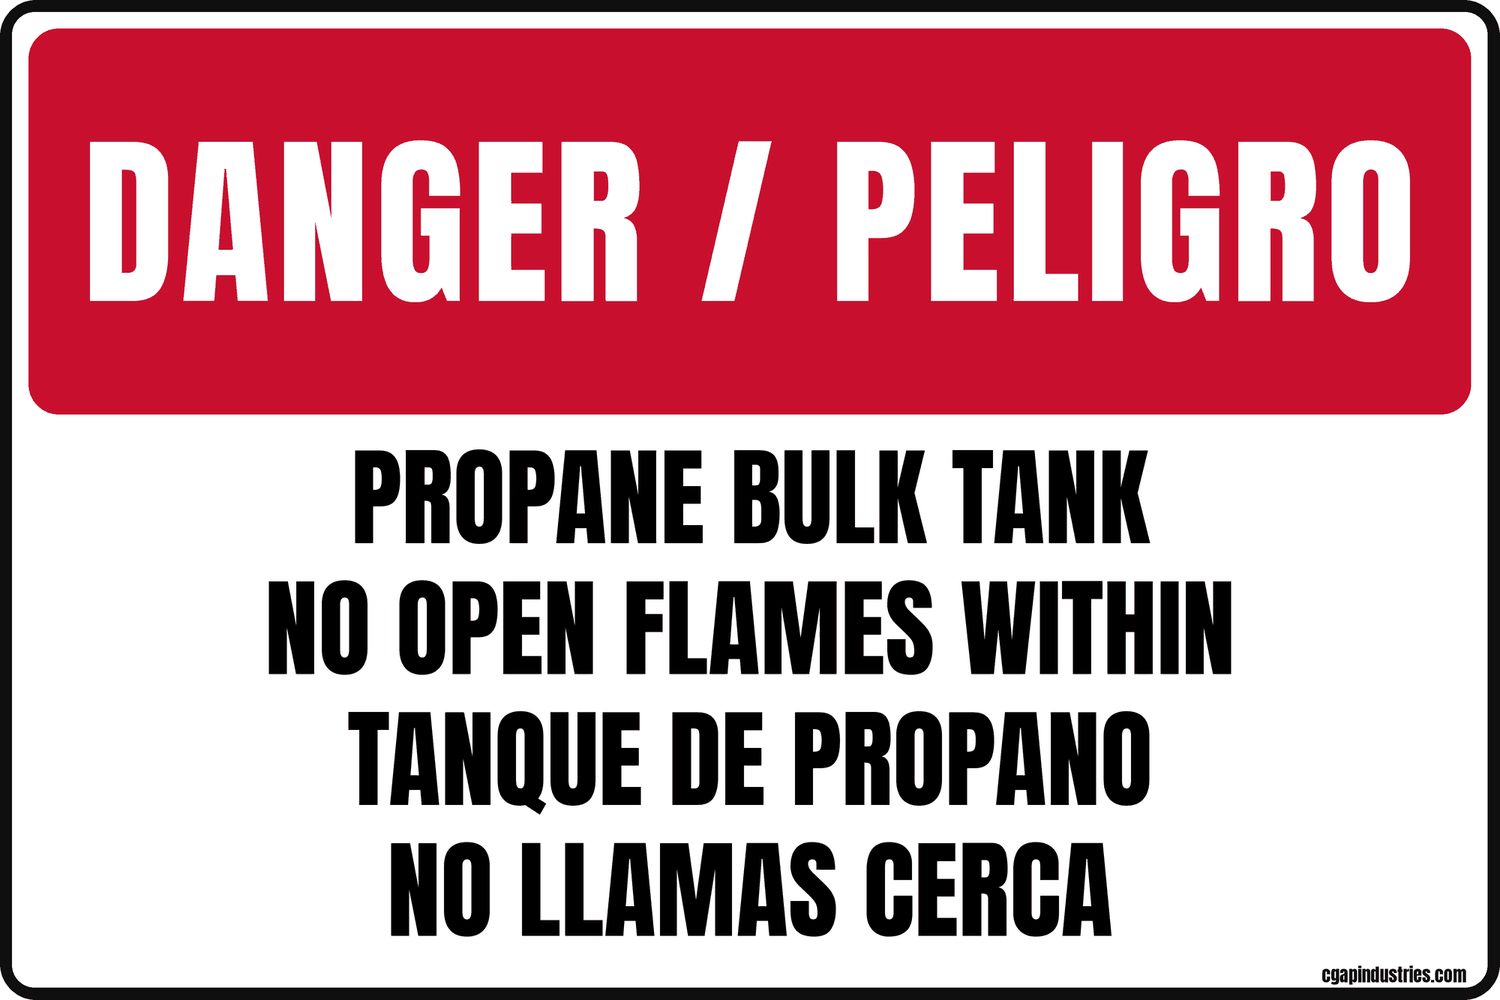 DANGER / PELIGRO
PROPANE BULK TANK
NO OPEN FLAMES WITHIN
TANQUE DE PROPANO
NO LLAMAS CERCA
cgapindustries.com